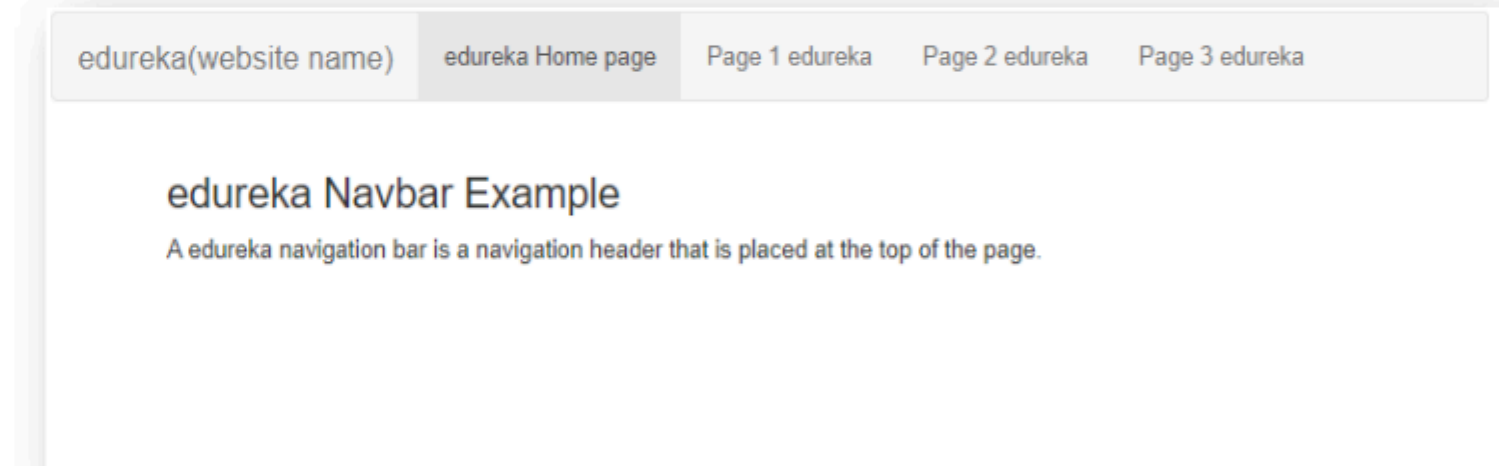 edureka(website name) edureka Home page Page 1 edureka Page 2 edureka Page 3 edureka
edureka Navbar Example
A edureka navigation bar is a navigation header that is placed at the top of the page.